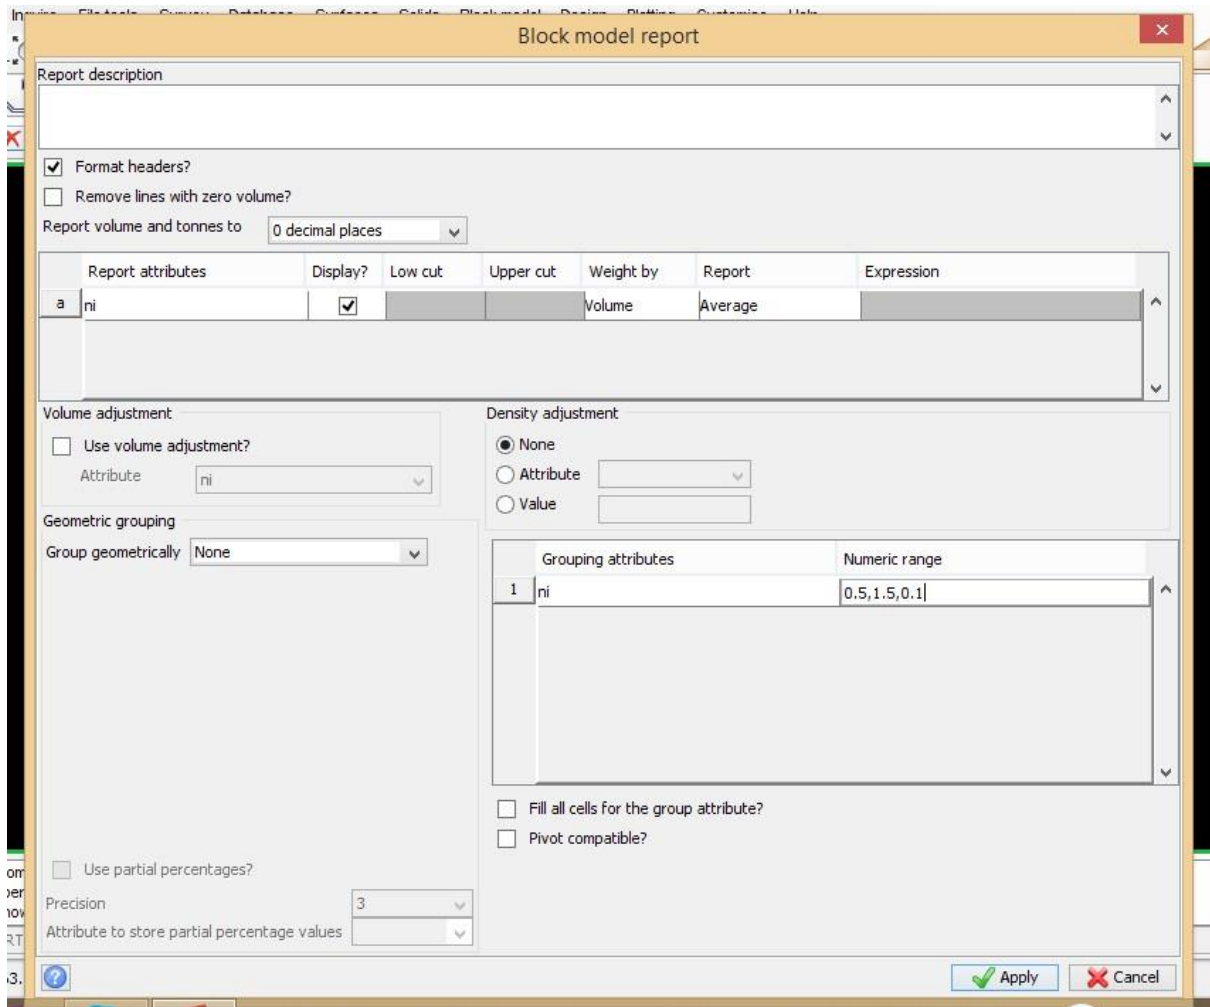 Block model report
Report description
Format headers?
Remove lines with zero volume?
Report volume and tonnes to 0 decimal places
Report attributes Display? Low cut Upper cut Weight by Report Expression
a ni Volume Average
Volume adjustment Density adjustment
Use volume adjustment? None
Attribute ni Attribute
Value
Geometric grouping
Group geometrically None
Grouping attributes Numeric range
1 ni 0.5,1.5,0.1
Fill all cells for the group attribute?
Pivot compatible?
Use partial percentages?
Precision 3
Attribute to store partial percentage values
Apply Cancel